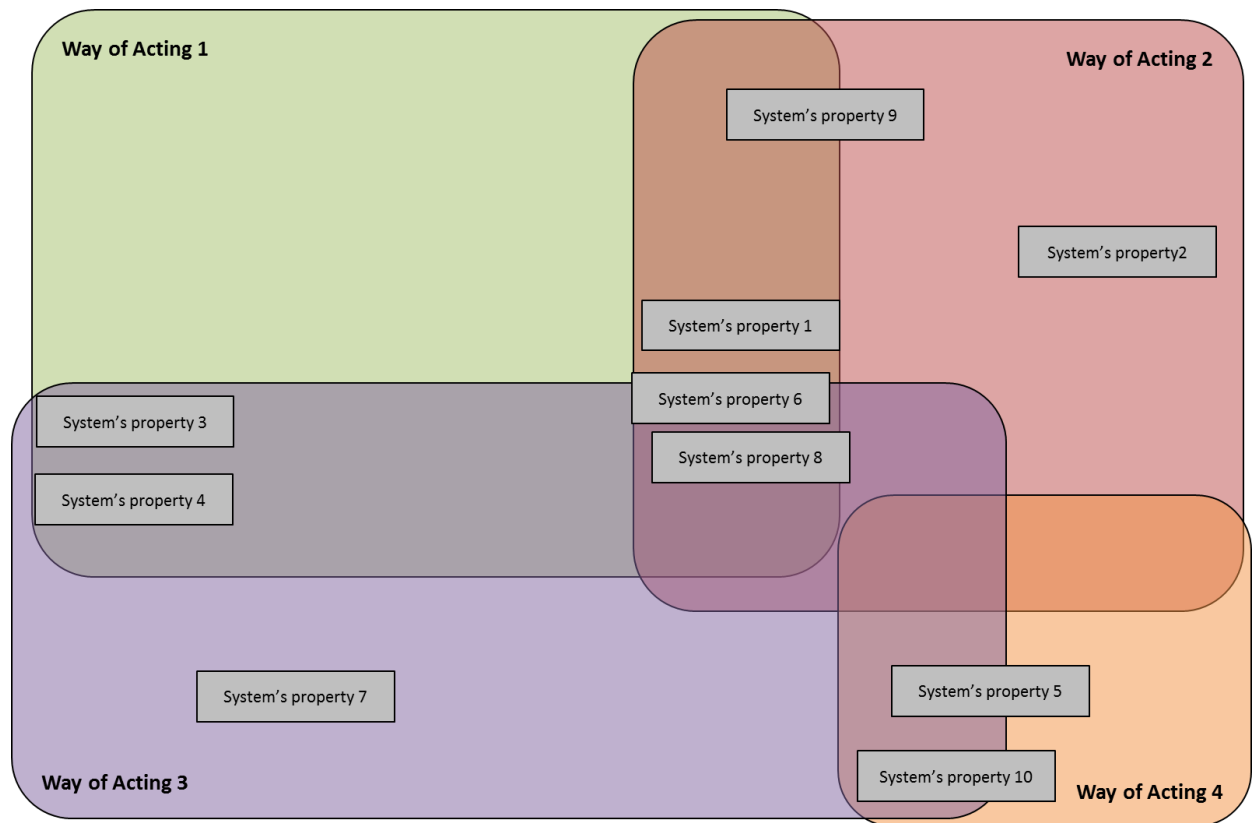 Way of Acting 1
Way of Acting 2
System’s property 9
System’s property2
System’s property 1
System’s property 6
System’s property 3
System’s property 8
System’s property 4
System’s property 5
System’s property 7
System’s property 10
Way of Acting 3
Way of Acting 4